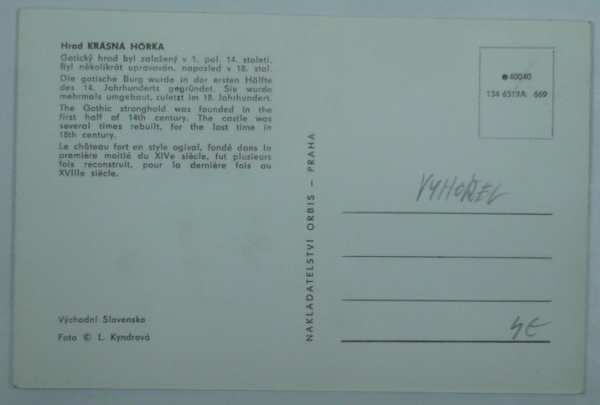 Hrad KRÁSNÁ HÔRKA
Gotický hrad byl založený v 1. pol. 14. století.
Byl několikrát upravován, naposled v 18. stol.
Die gotische Burg wurde in der ersten Hälfte
des 14. Jahrhunderts gegründet. Sie wurde
mehrmals umgebaut, zuletzt im 18. Jahrhundert.
The Gothic stronghold was founded in the
first half of 14th century. The castle was
several times rebuilt, for the last time in
18th century.
Le château fort en style ogival, fondé dans la
première moitié du XIVe siècle, fut plusieurs
fois reconstruit, pour la dernière fois au
XVIIIe siècle.
Východní Slovensko
Foto © L. Kyndrová
NAKLADATELSTVÍ ORBIS – PRAHA
40040
134 6519A 669
VYHOŘEL